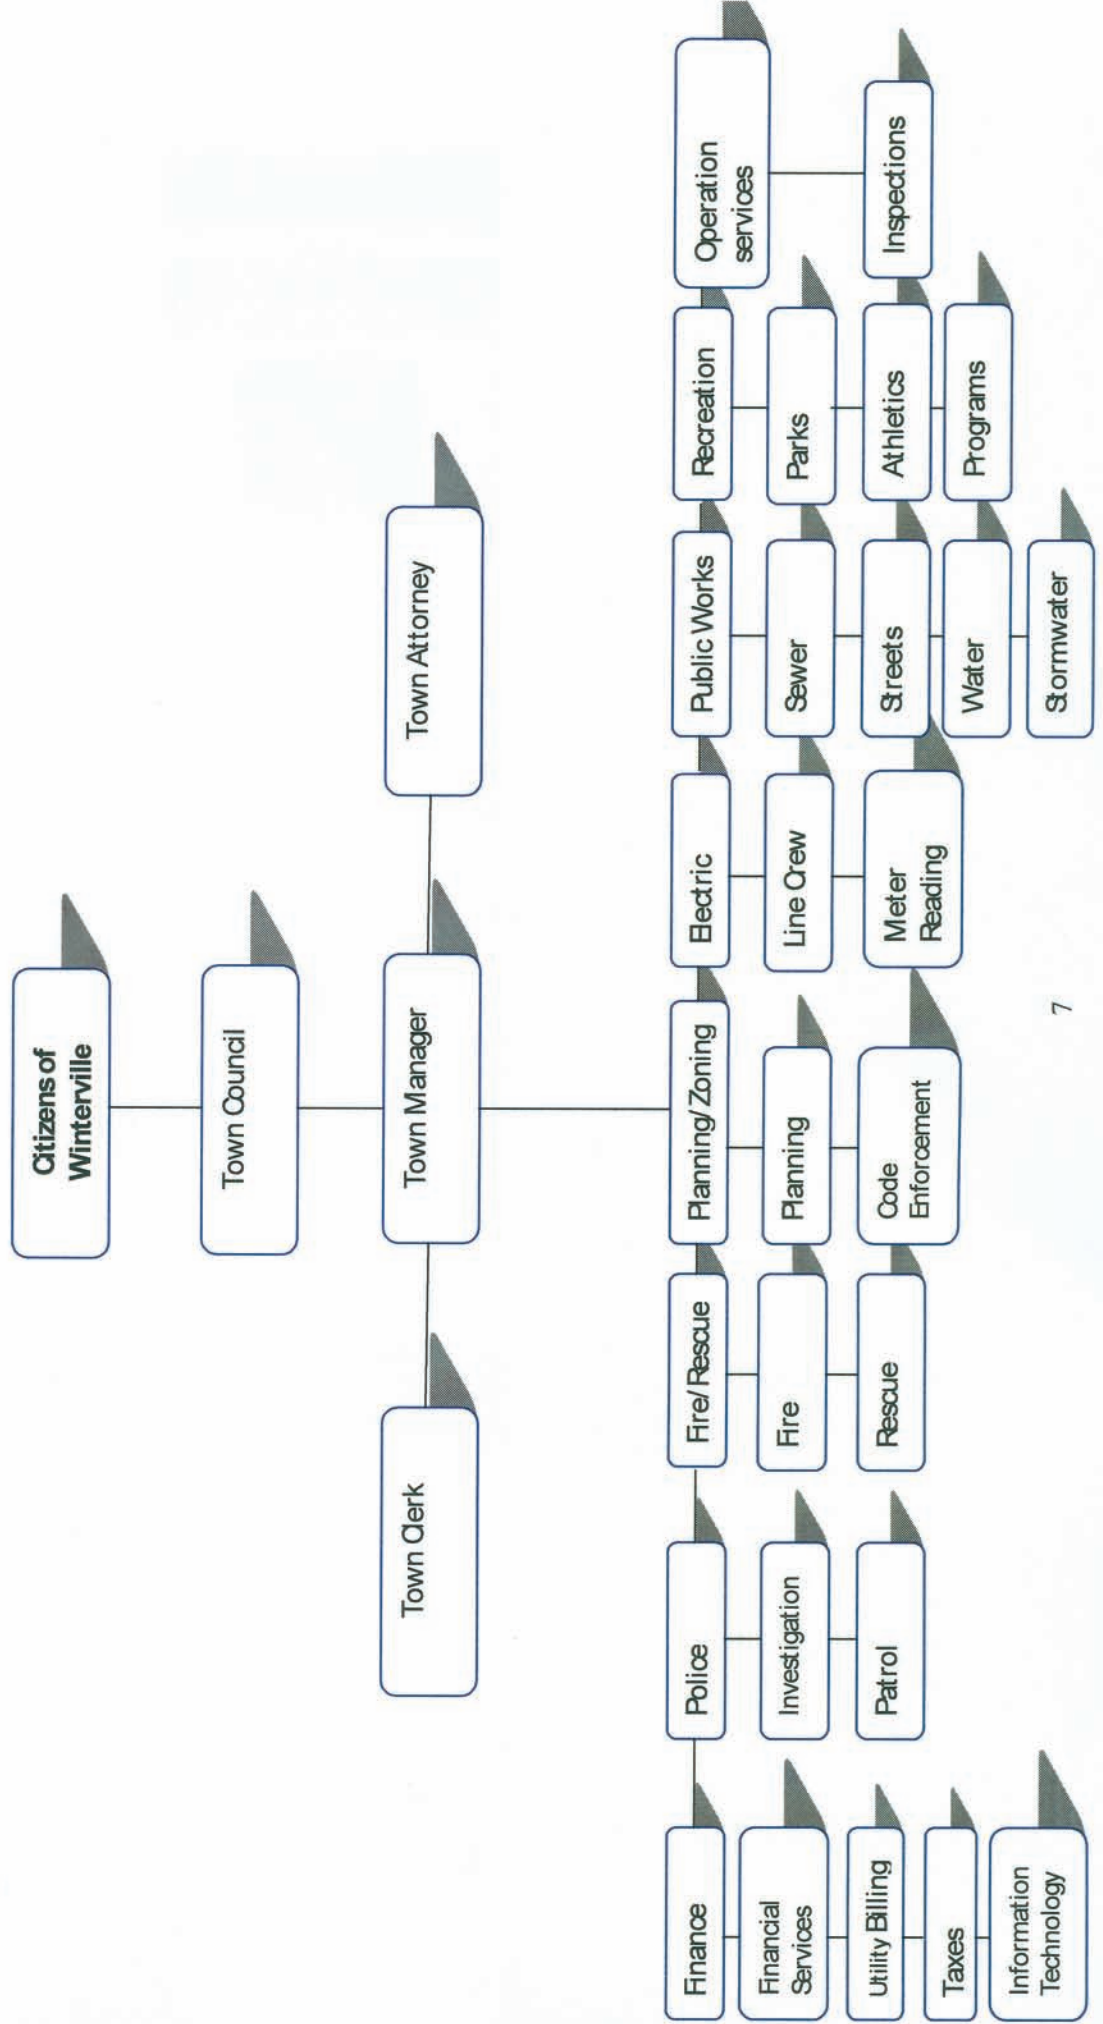 Citizens of
Winterville
Town Council
Town Clerk
Town Manager
Town Attorney
Finance
Financial
Services
Utility Billing
Taxes
Information
Technology
Police
Investigation
Patrol
Fire/Rescue
Fire
Rescue
Planning/Zoning
Planning
Code
Enforcement
Electric
Line Crew
Meter
Reading
Public Works
Sewer
Streets
Water
Stormwater
Recreation
Parks
Athletics
Programs
Operation
services
Inspections
7